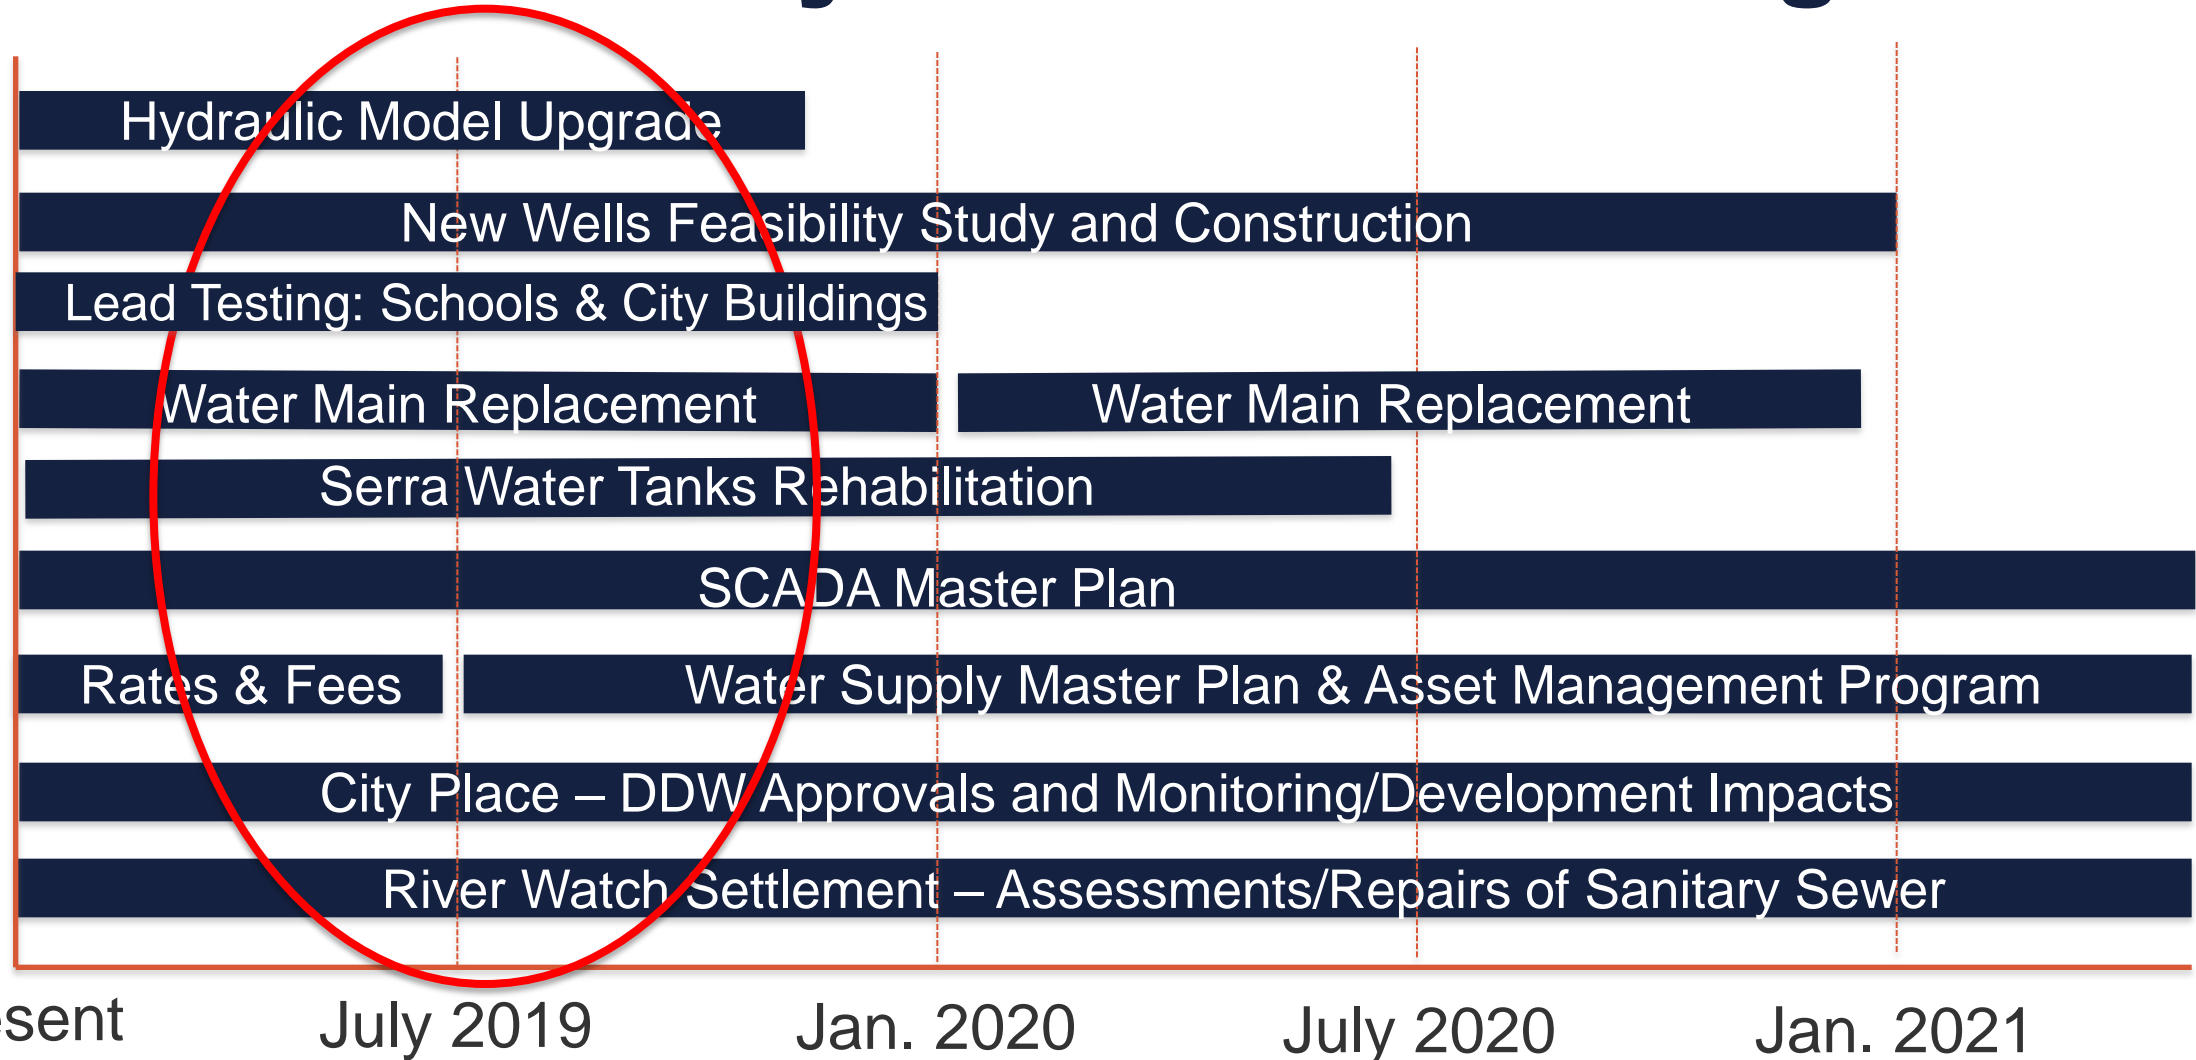 Hydraulic Model Upgrade
New Wells Feasibility Study and Construction
Lead Testing: Schools & City Buildings
Water Main Replacement
Water Main Replacement
Serra Water Tanks Rehabilitation
SCADA Master Plan
Rates & Fees
Water Supply Master Plan & Asset Management Program
City Place – DDW Approvals and Monitoring/Development Impacts
River Watch Settlement – Assessments/Repairs of Sanitary Sewer
July 2019
Jan. 2020
July 2020
Jan. 2021